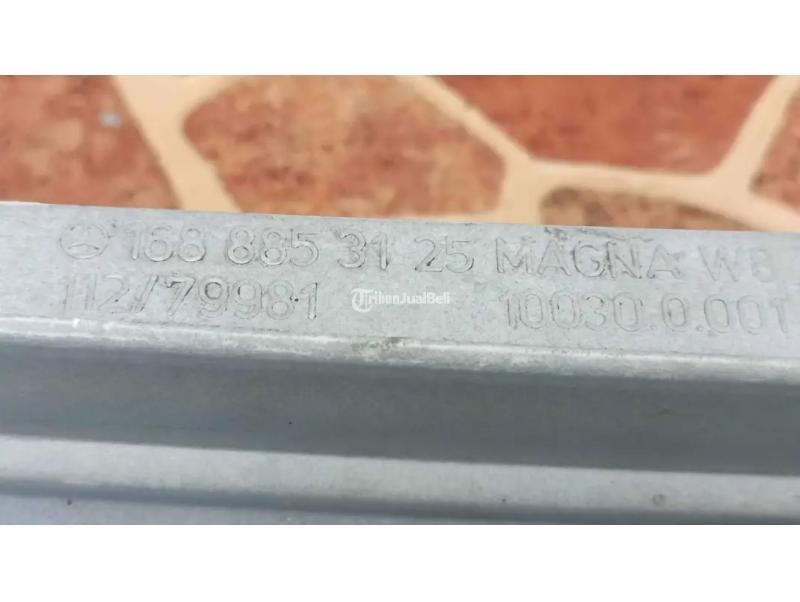 168 885 31 25 MAGNA WB
112/79981 10030.0.001
TribunJualBeli